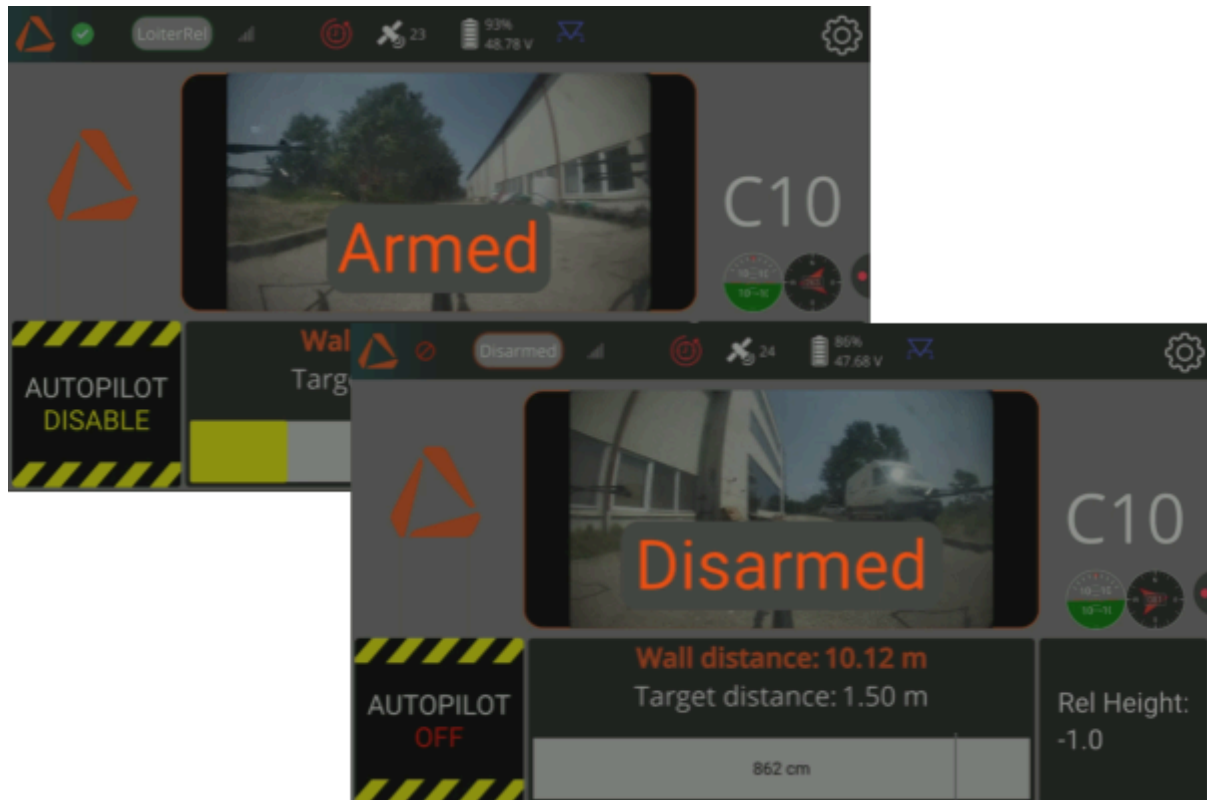 LoiterRel
23
93%
48.78 V
Armed
C10
AUTOPILOT
DISABLE
Wal
Targ
Disarmed
24
86%
47.68 V
Disarmed
C10
AUTOPILOT
OFF
Wall distance: 10.12 m
Target distance: 1.50 m
862 cm
Rel Height:
-1.0